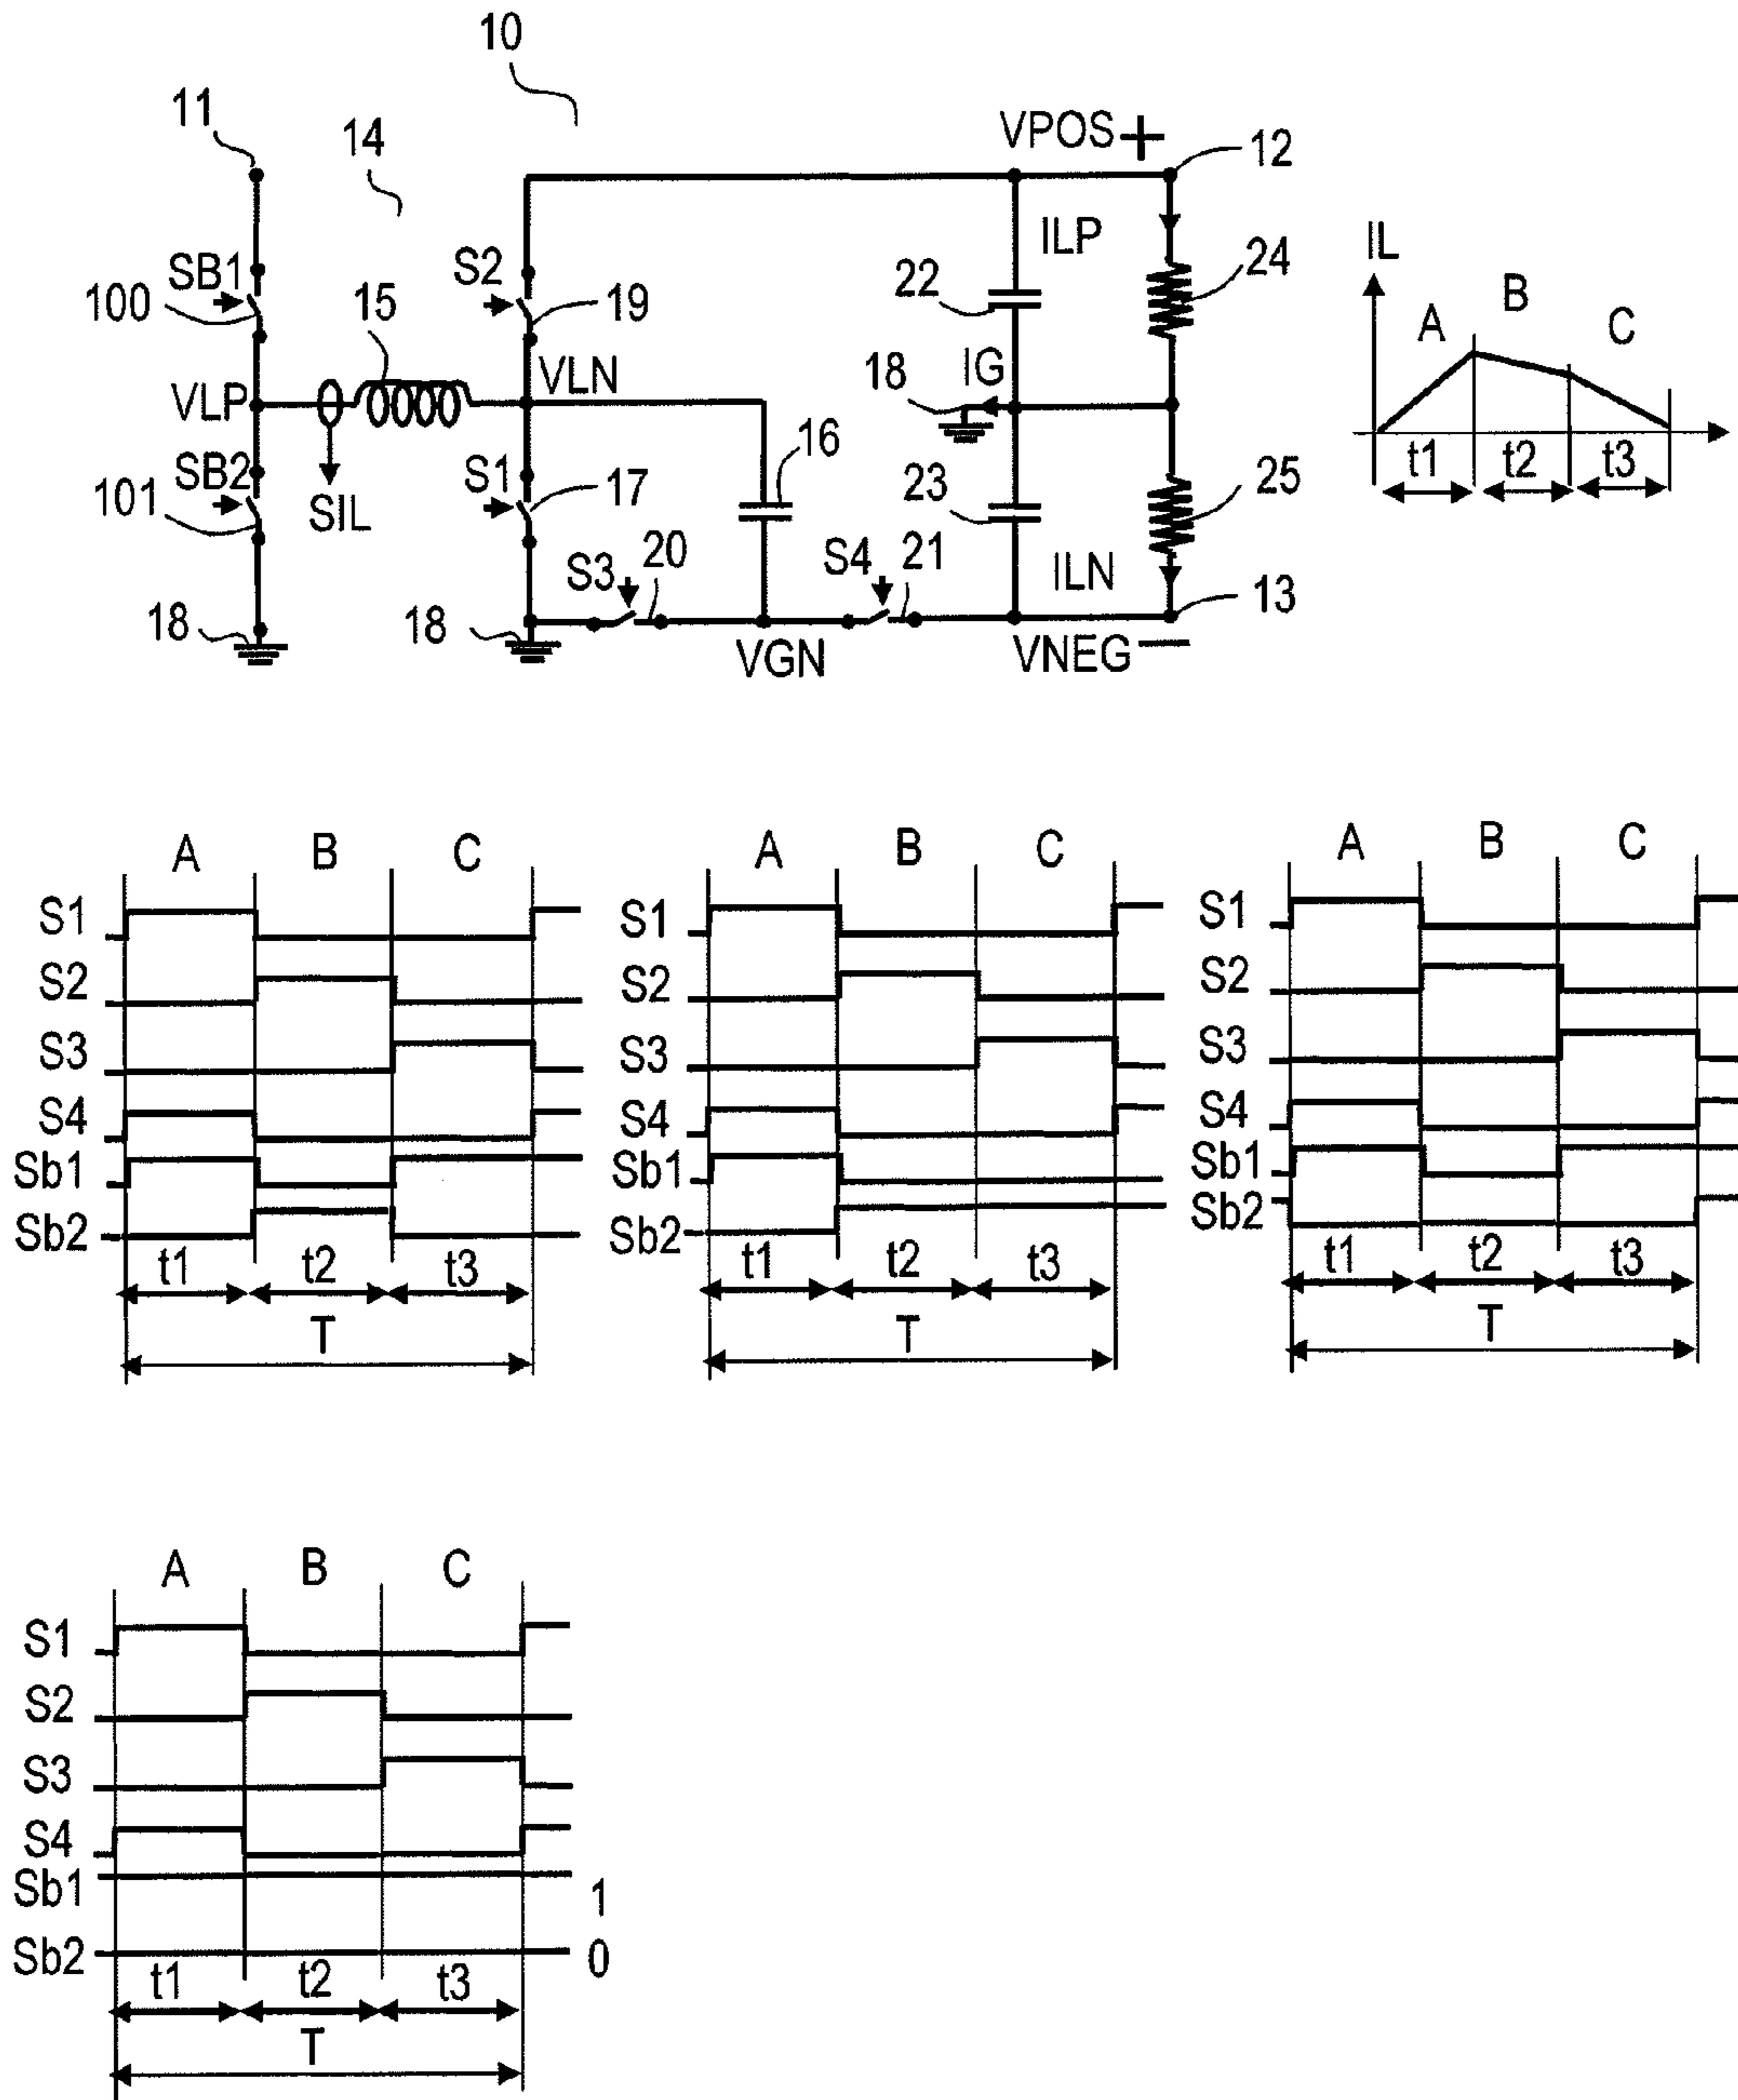 10
11
14
VPOS +
12
SB1
100
15
S2
19
ILP
22
24
IL
A B C
VLP
VLN
18
IG
t1 t2 t3
SB2
101
SIL
S1
17
16
23
25
S3
20
S4
21
ILN
13
18
18
VGN
VNEG −
A B C
S1
S2
S3
S4
Sb1
Sb2
t1 t2 t3
T
A B C
S1
S2
S3
S4
Sb1
Sb2
t1 t2 t3
T
A B C
S1
S2
S3
S4
Sb1
Sb2
t1 t2 t3
T
A B C
S1
S2
S3
S4
Sb1
1
Sb2
0
t1 t2 t3
T